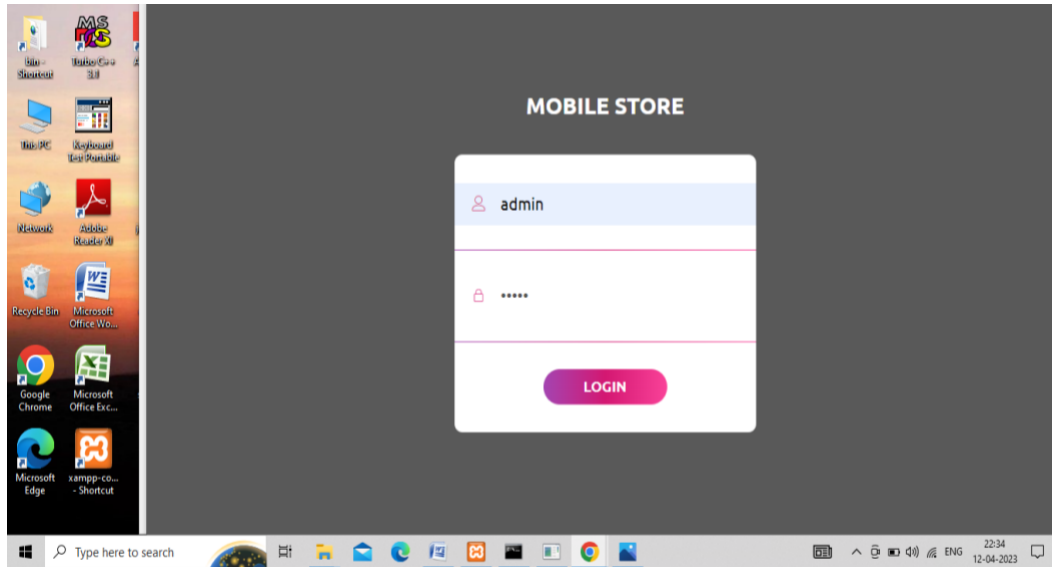 bin -
Shortcut
Turbo C++
3.0
This PC
Keyboard
Test Portable
Network
Adobe
Reader XI
Recycle Bin
Microsoft
Office Wo...
Google
Chrome
Microsoft
Office Exc...
Microsoft
Edge
xampp-co...
- Shortcut
MOBILE STORE
admin
•••••
LOGIN
Type here to search
ENG
22:34
12-04-2023